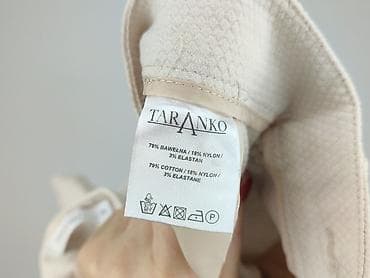 TARANKO
79% BAWEŁNA / 18% NYLON /
3% ELASTAN
79% COTTON / 18% NYLON /
3% ELASTANE
P